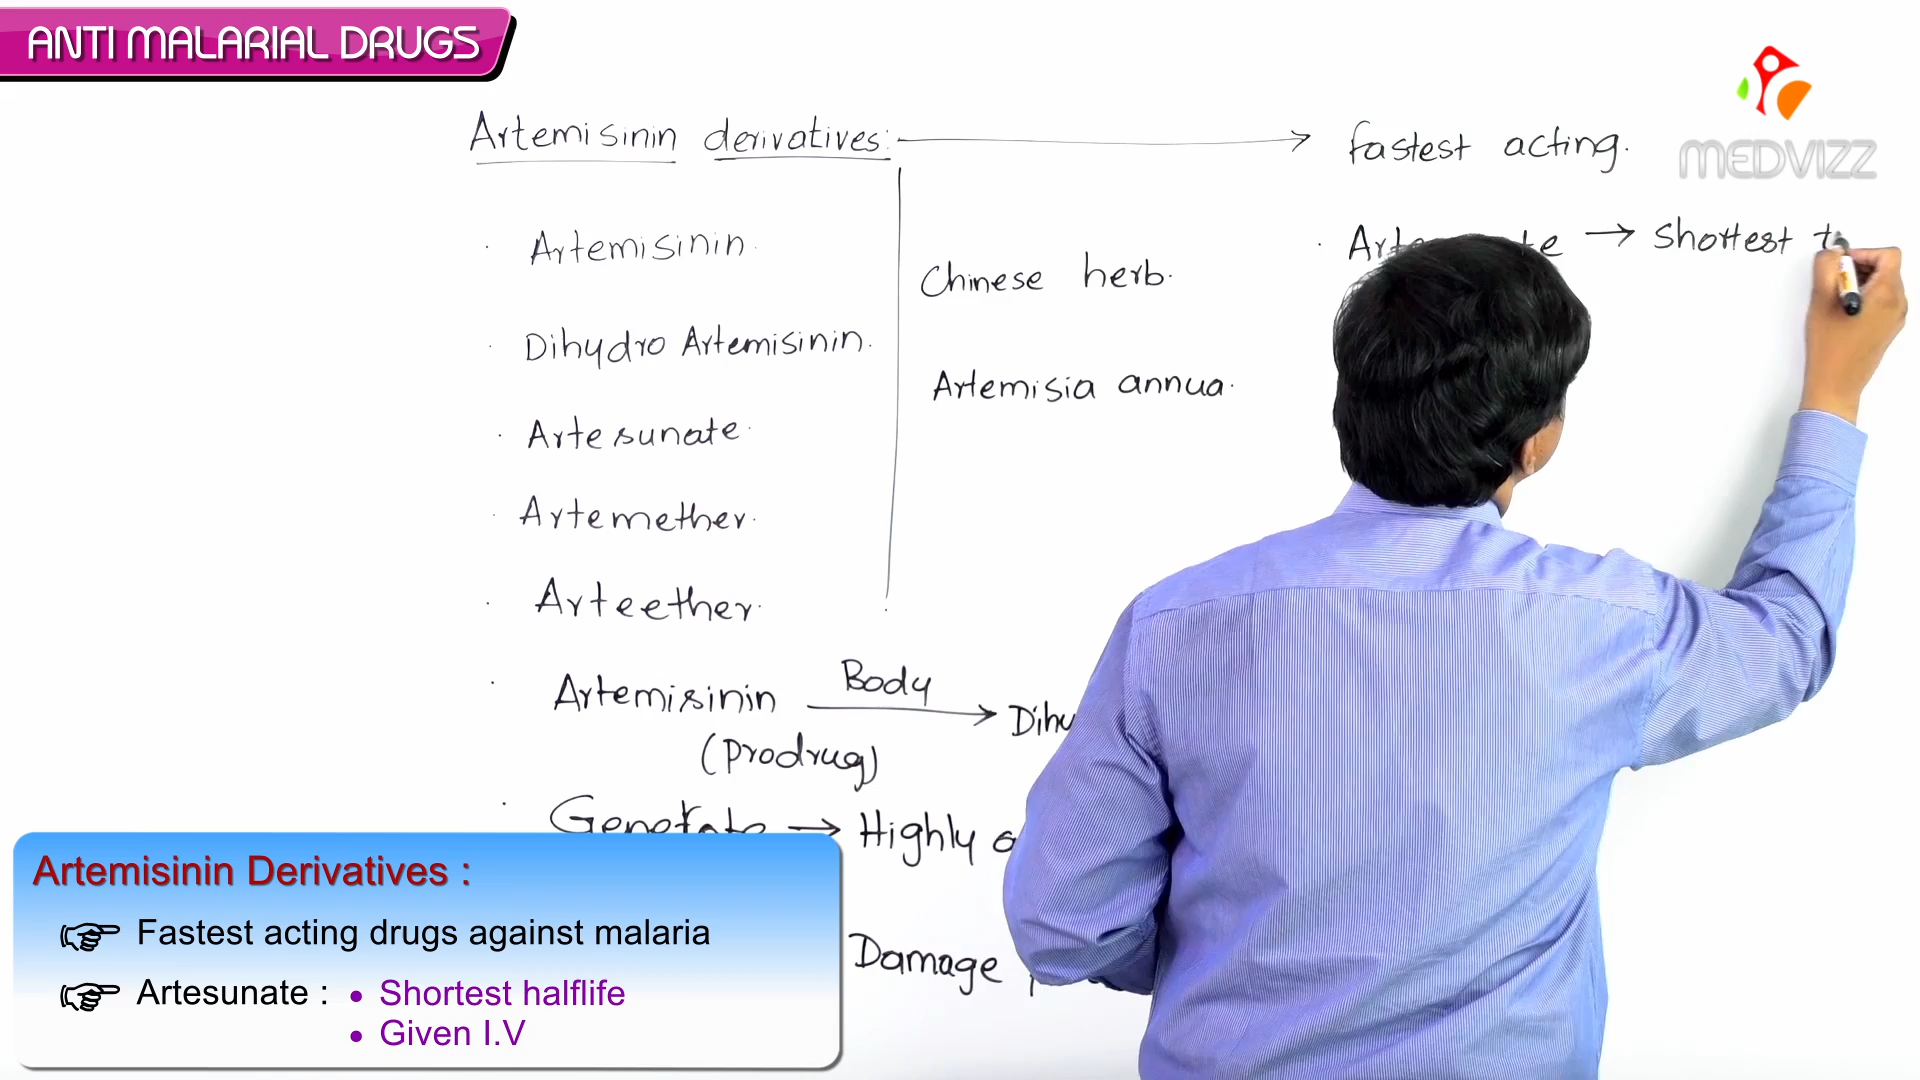 ANTI MALARIAL DRUGS
MEDVIZZ
Artemisinin derivatives: → fastest acting.
· Artemisinin.
· Dihydro Artemisinin.
· Artesunate.
· Artemether.
· Arteether.
Chinese herb.
Artemisia annua.
· → Shortest
· Artemisinin Body →
(Prodrug)
· → Highly
Damage
Artemisinin Derivatives :
Fastest acting drugs against malaria
Artesunate : • Shortest halflife
• Given I.V